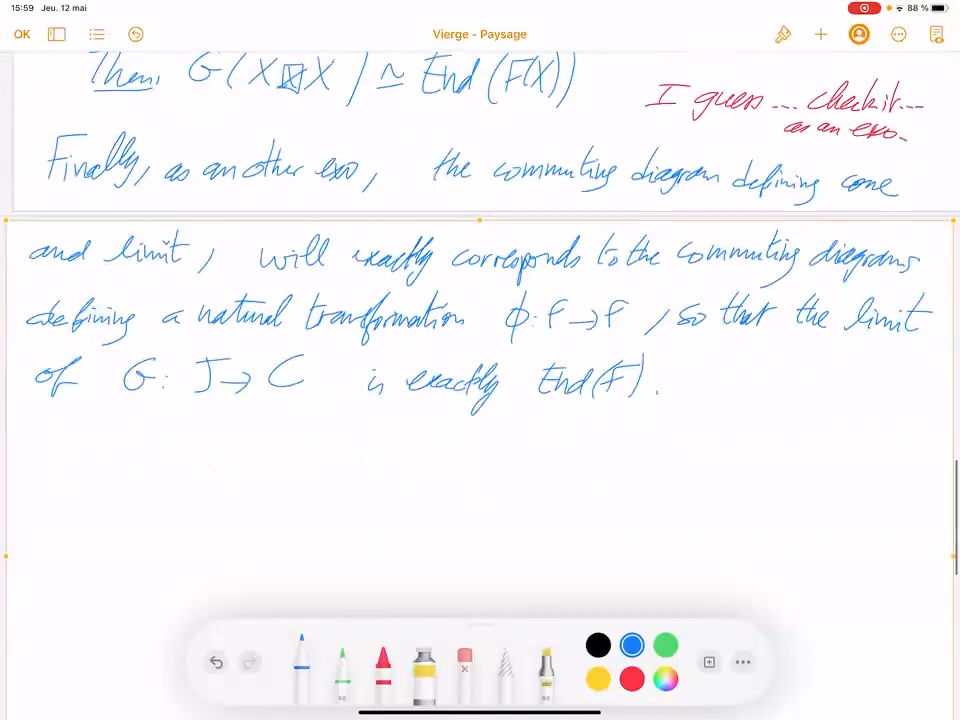 15:59 Jeu. 12 mai
88 %
OK
Vierge - Paysage
Then, G(X⊠X) ≃ End(F(X))
I guess... check it...
as an exo.
Finally, as an other exo, the commuting diagram defining cone
and limit, will exactly corresponds to the commuting diagrams
defining a natural transformation ϕ: F → F, so that the limit
of G: J → C is exactly End(F).